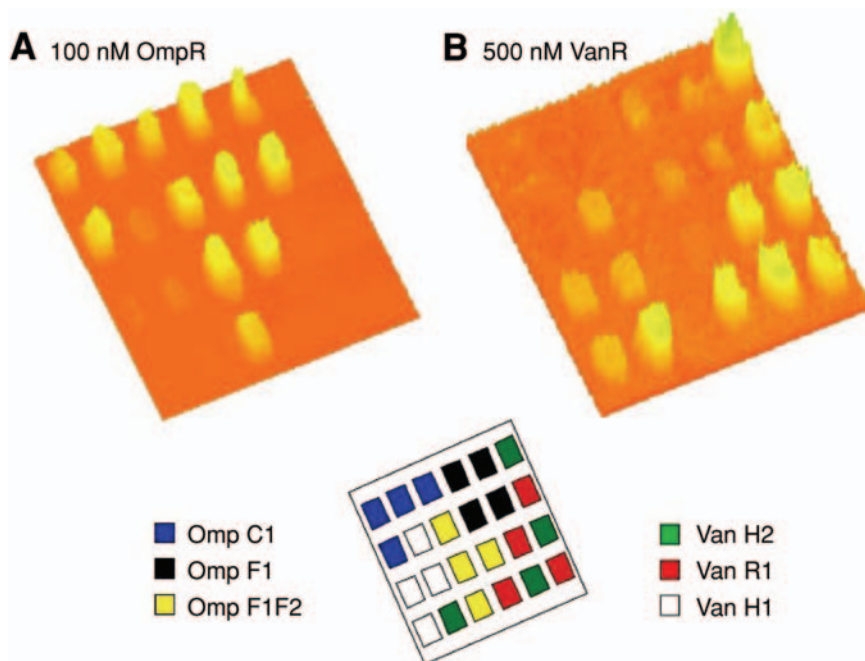 A 100 nM OmpR
B 500 nM VanR
Omp C1
Omp F1
Omp F1F2
Van H2
Van R1
Van H1